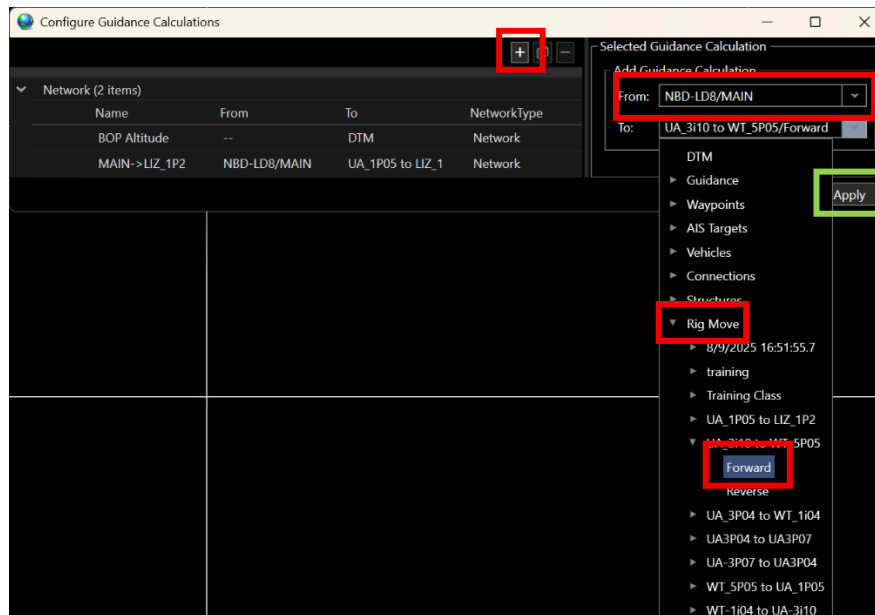 Configure Guidance Calculations
Selected Guidance Calculation
Add Guidance Calculation
From: NBD-LD8/MAIN
To: UA_3i10 to WT_5P05/Forward
Network (2 items)
Name From To NetworkType
BOP Altitude -- DTM Network
MAIN->LIZ_1P2 NBD-LD8/MAIN UA_1P05 to LIZ_1 Network
Apply
DTM
Guidance
Waypoints
AIS Targets
Vehicles
Connections
Structures
Rig Move
8/9/2025 16:51:55.7
training
Training Class
UA_1P05 to LIZ_1P2
UA_3i10 to WT_5P05
Forward
Reverse
UA_3P04 to WT_1i04
UA3P04 to UA3P07
UA-3P07 to UA3P04
WT_5P05 to UA_1P05
WT-1i04 to UA-3i10